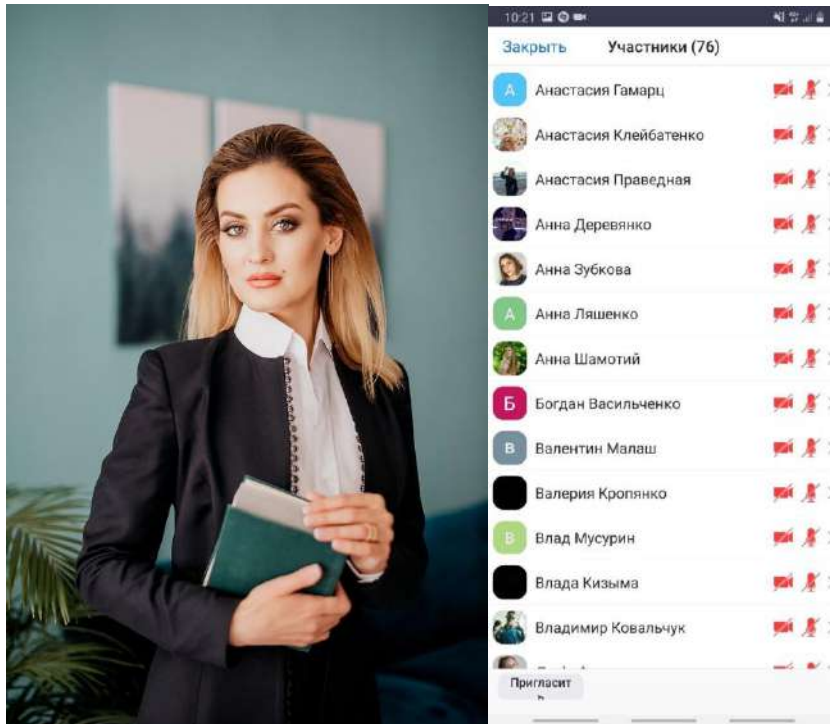 10:21
Закрыть Участники (76)
А Анастасия Гамарц
Анастасия Клейбатенко
Анастасия Праведная
Анна Деревянко
Анна Зубкова
А Анна Ляшенко
Анна Шамотий
Б Богдан Васильченко
В Валентин Малаш
Валерия Кропянко
В Влад Мусурин
Влада Кизыма
Владимир Ковальчук
Пригласит
ь